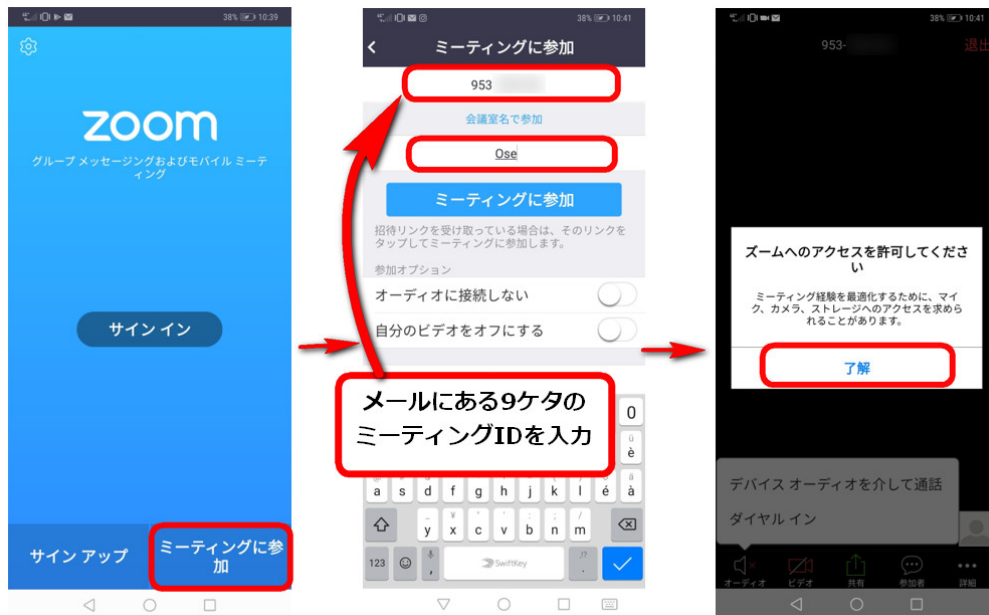 38% 10:39
zoom
グループ メッセージングおよびモバイル ミーテ
ィング
サイン イン
サイン アップ
ミーティングに参
加
38% 10:41
ミーティングに参加
953
会議室名で参加
Ose
ミーティングに参加
招待リンクを受け取っている場合は、そのリンクを
タップしてミーティングに参加します。
参加オプション
オーディオに接続しない
自分のビデオをオフにする
メールにある9ケタの
ミーティングIDを入力
0
ü
è
a s d f g h j k l é à
y x c v b n m
123 , SwiftKey .
38% 10:41
953-
退出
ズームへのアクセスを許可してくださ
い
ミーティング経験を最適化するために、マイ
ク、カメラ、ストレージへのアクセスを求めら
れることがあります。
了解
デバイス オーディオを介して通話
ダイヤル イン
オーディオ ビデオ 共有 参加者 詳細